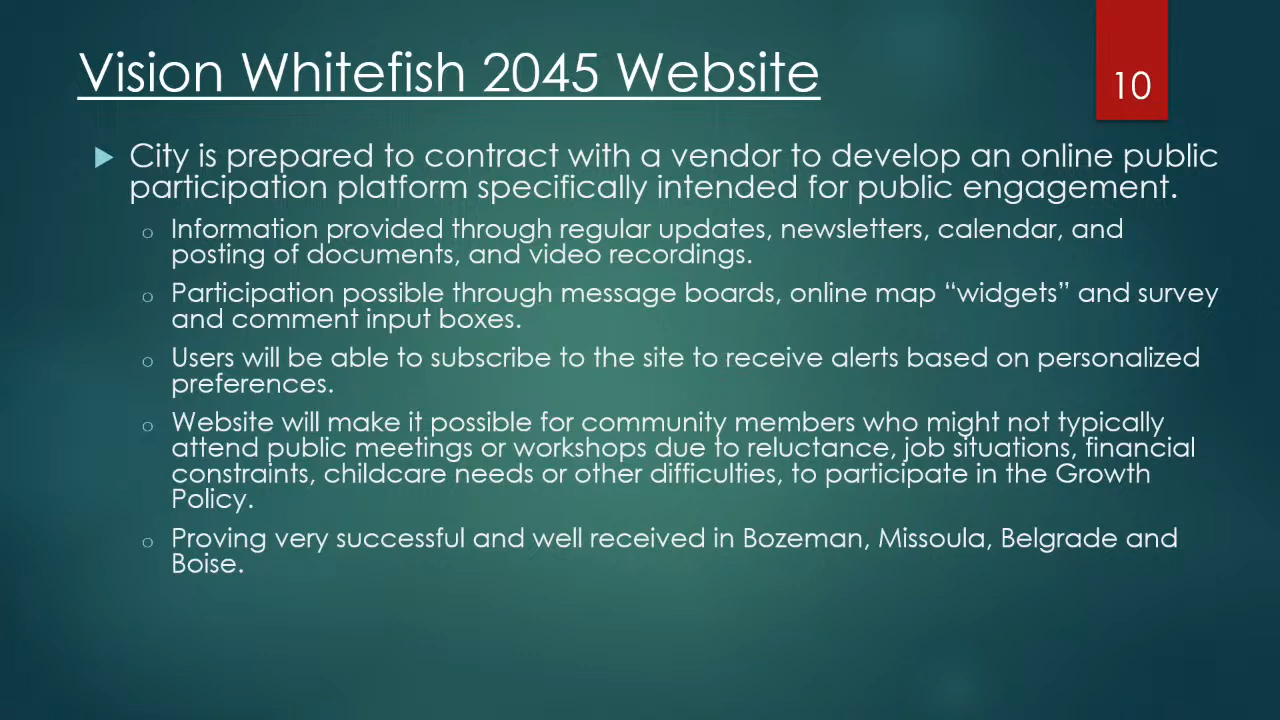 Vision Whitefish 2045 Website
10
City is prepared to contract with a vendor to develop an online public
participation platform specifically intended for public engagement.
Information provided through regular updates, newsletters, calendar, and
posting of documents, and video recordings.
Participation possible through message boards, online map “widgets” and survey
and comment input boxes.
Users will be able to subscribe to the site to receive alerts based on personalized
preferences.
Website will make it possible for community members who might not typically
attend public meetings or workshops due to reluctance, job situations, financial
constraints, childcare needs or other difficulties, to participate in the Growth
Policy.
Proving very successful and well received in Bozeman, Missoula, Belgrade and
Boise.